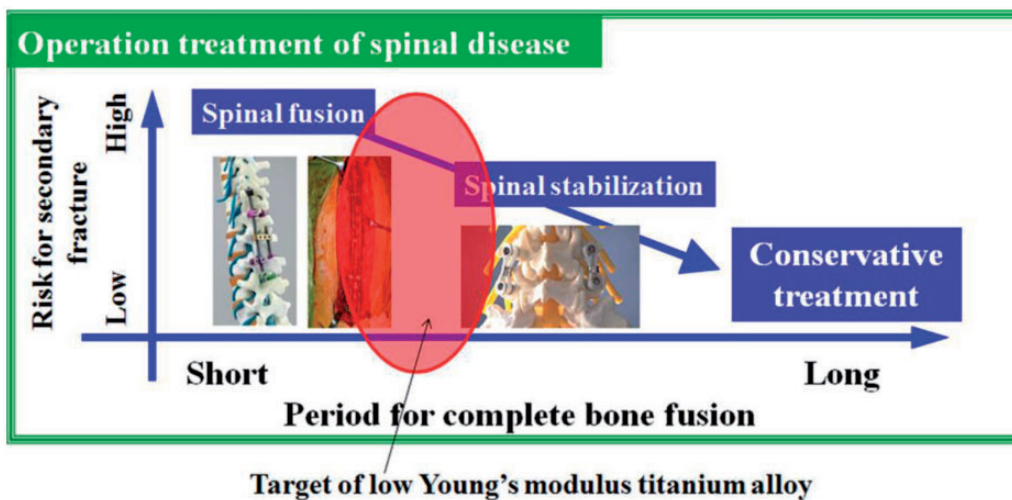 Operation treatment of spinal disease
Risk for secondary
fracture
High
Low
Spinal fusion
Spinal stabilization
Conservative
treatment
Short
Long
Period for complete bone fusion
Target of low Young's modulus titanium alloy